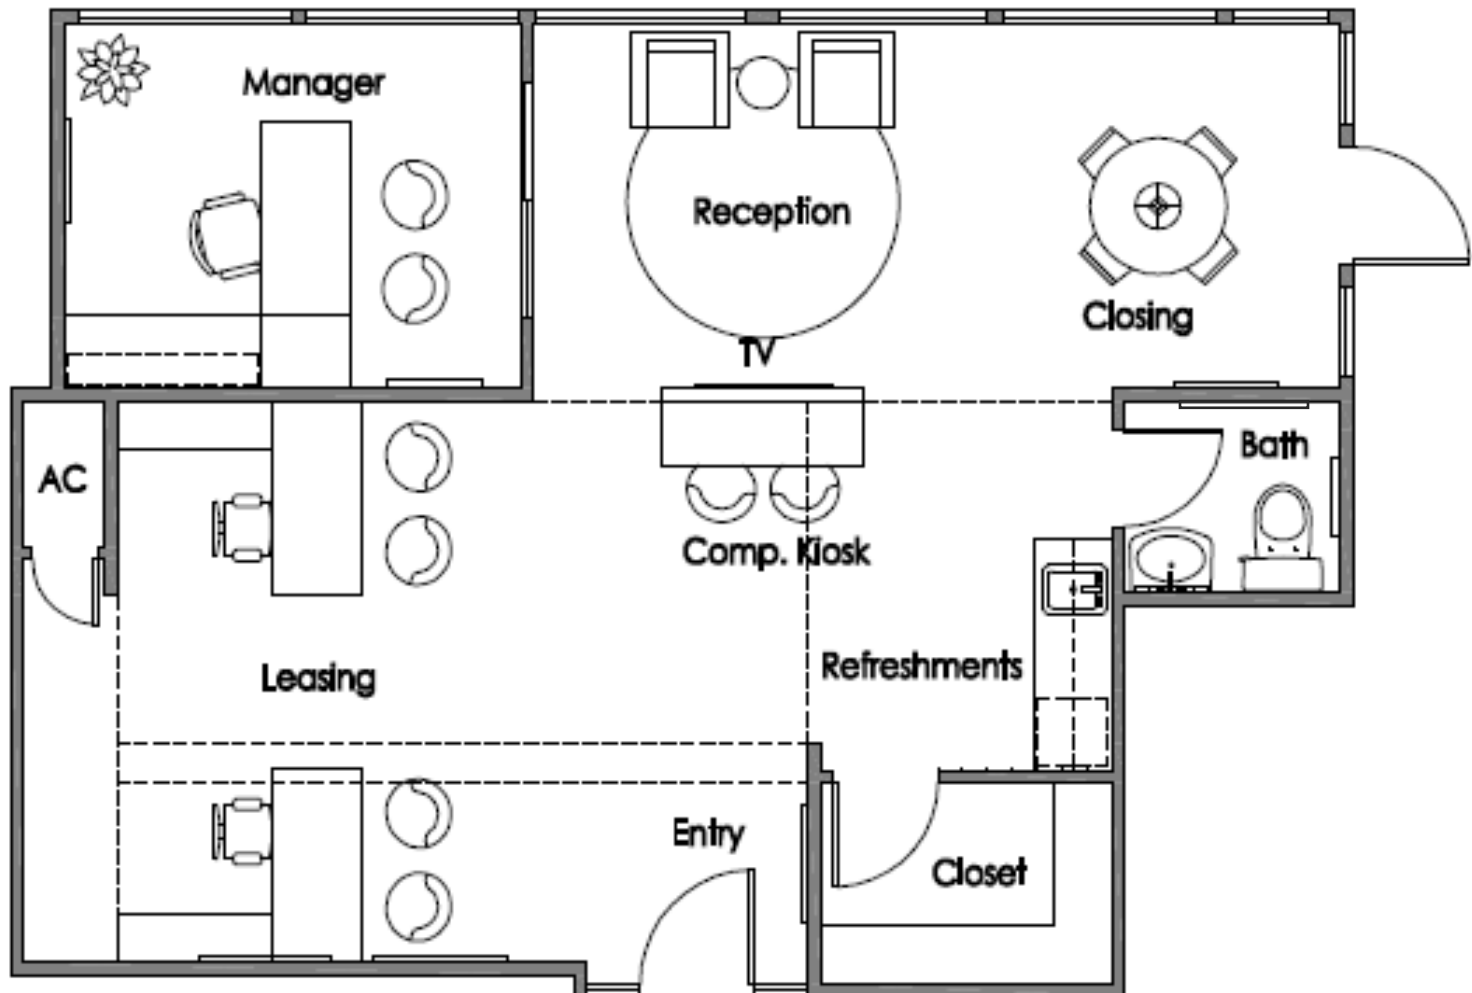 Manager
Reception
Closing
TV
AC
Bath
Comp. Kiosk
Leasing
Refreshments
Entry
Closet